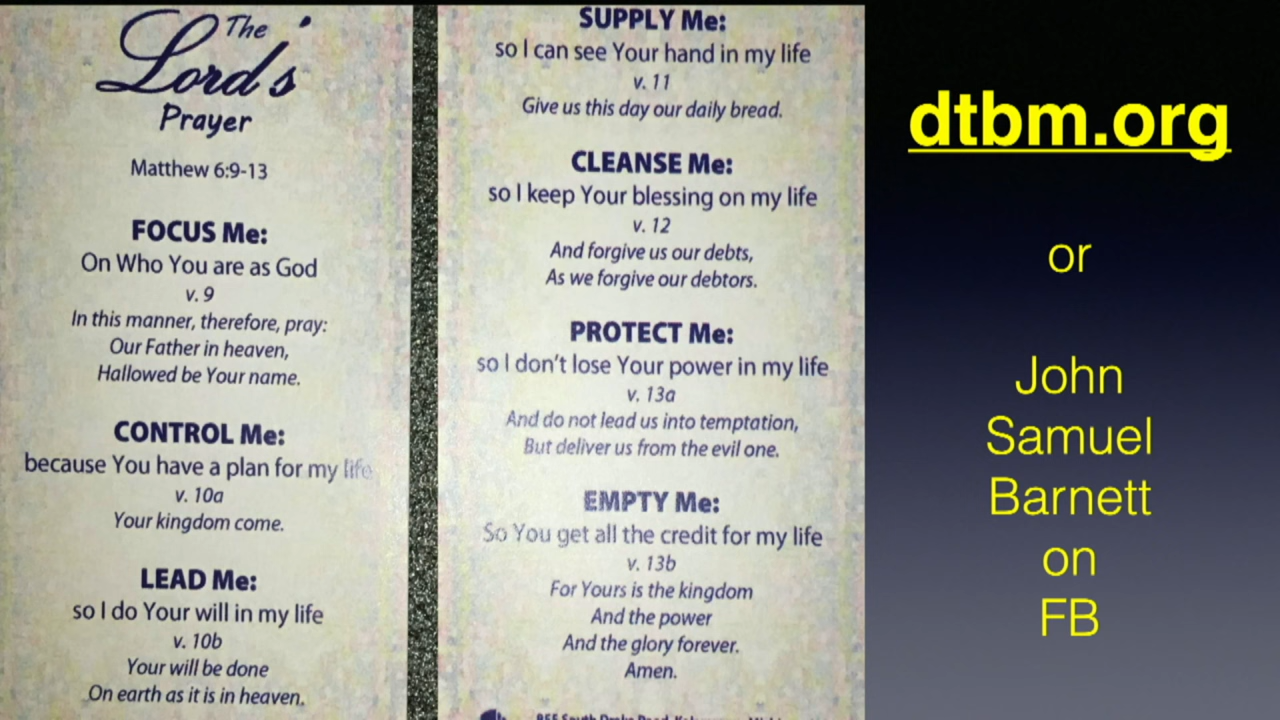 The
Lord's
Prayer
Matthew 6:9-13
FOCUS Me:
On Who You are as God
v. 9
In this manner, therefore, pray:
Our Father in heaven,
Hallowed be Your name.
CONTROL Me:
because You have a plan for my life
v. 10a
Your kingdom come.
LEAD Me:
so I do Your will in my life
v. 10b
Your will be done
On earth as it is in heaven.
SUPPLY Me:
so I can see Your hand in my life
v. 11
Give us this day our daily bread.
CLEANSE Me:
so I keep Your blessing on my life
v. 12
And forgive us our debts,
As we forgive our debtors.
PROTECT Me:
so I don't lose Your power in my life
v. 13a
And do not lead us into temptation,
But deliver us from the evil one.
EMPTY Me:
So You get all the credit for my life
v. 13b
For Yours is the kingdom
And the power
And the glory forever.
Amen.
dtbm.org
or
John
Samuel
Barnett
on
FB